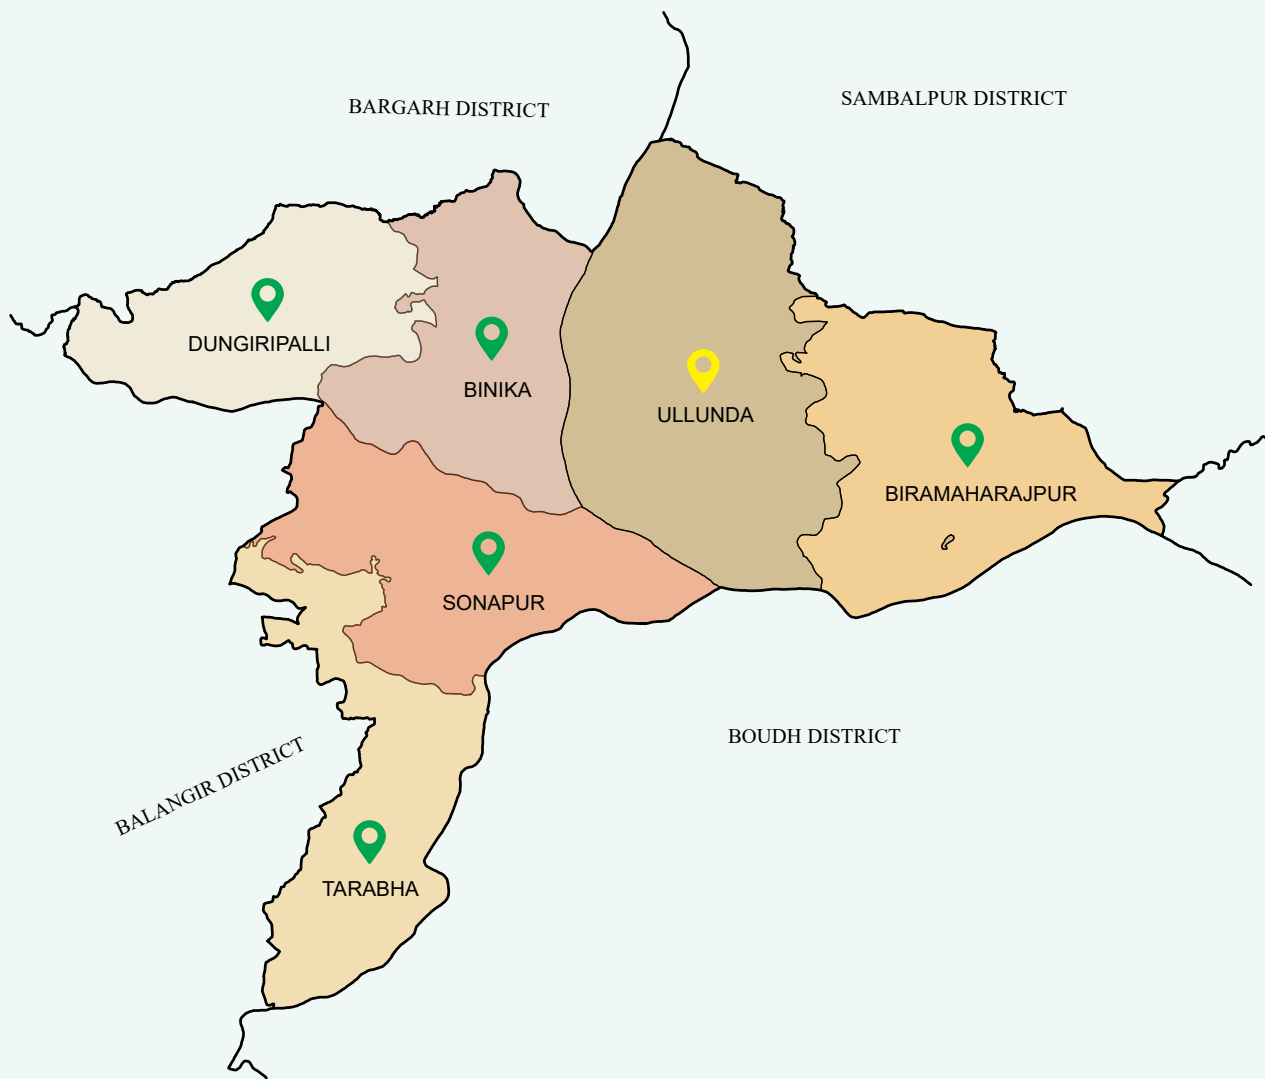 SAMBALPUR DISTRICT
BARGARH DISTRICT
DUNGIRIPALLI
BINIKA
ULLUNDA
BIRAMAHARAJPUR
SONAPUR
BOUDH DISTRICT
BALANGIR DISTRICT
TARABHA